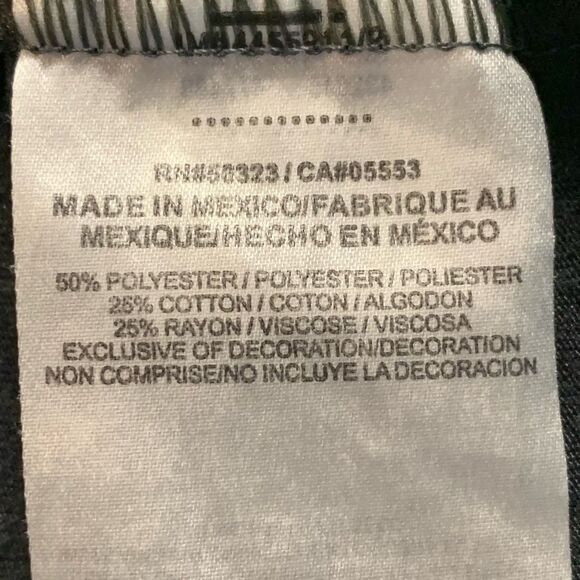 RN#58323 / CA#05553
MADE IN MEXICO/FABRIQUE AU
MEXIQUE/HECHO EN MÉXICO
50% POLYESTER / POLYESTER / POLIESTER
25% COTTON / COTON / ALGODON
25% RAYON / VISCOSE / VISCOSA
EXCLUSIVE OF DECORATION/DECORATION
NON COMPRISE/NO INCLUYE LA DECORACION